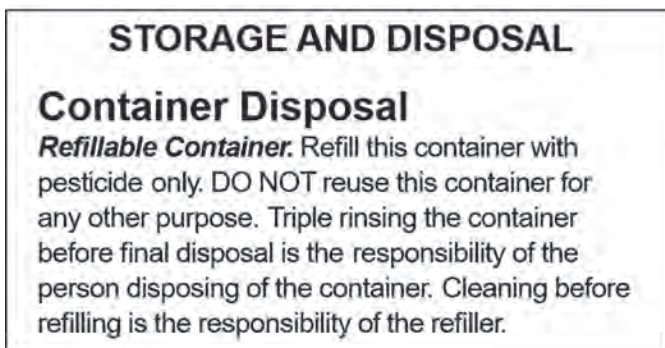 STORAGE AND DISPOSAL
Container Disposal
Refillable Container. Refill this container with
pesticide only. DO NOT reuse this container for
any other purpose. Triple rinsing the container
before final disposal is the responsibility of the
person disposing of the container. Cleaning before
refilling is the responsibility of the refiller.